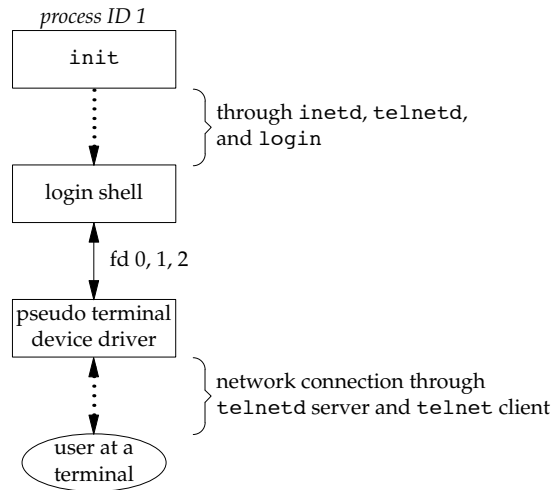 process ID 1
init
through inetd, telnetd,
and login
login shell
fd 0, 1, 2
pseudo terminal
device driver
network connection through
telnetd server and telnet client
user at a
terminal